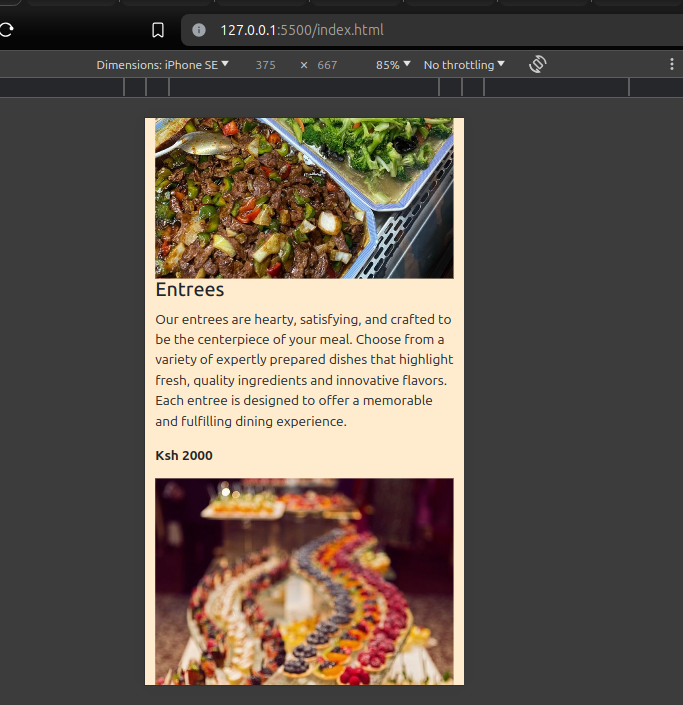 127.0.0.1:5500/index.html
Dimensions: iPhone SE 375 × 667 85% No throttling
Entrees
Our entrees are hearty, satisfying, and crafted to
be the centerpiece of your meal. Choose from a
variety of expertly prepared dishes that highlight
fresh, quality ingredients and innovative flavors.
Each entree is designed to offer a memorable
and fulfilling dining experience.
Ksh 2000